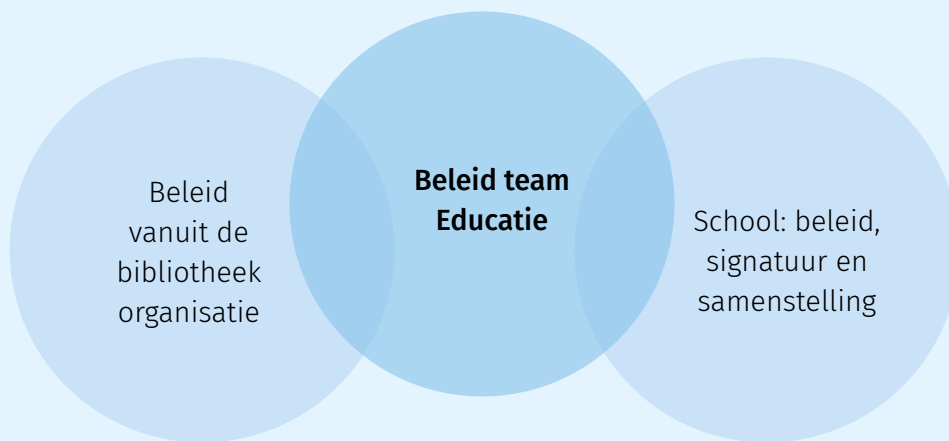 Beleid
vanuit de
bibliotheek
organisatie
Beleid team
Educatie
School: beleid,
signatuur en
samenstelling